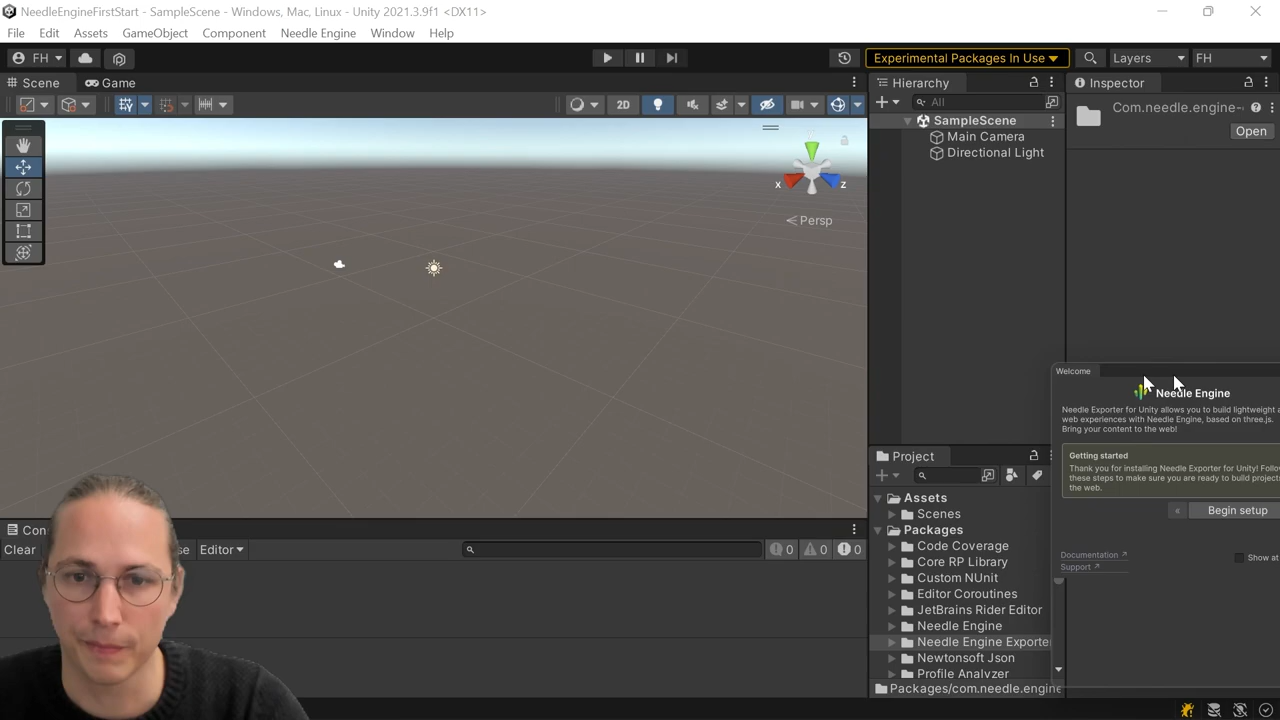 NeedleEngineFirstStart - SampleScene - Windows, Mac, Linux - Unity 2021.3.9f1 <DX11>
File Edit Assets GameObject Component Needle Engine Window Help
FH Experimental Packages In Use Layers FH
Scene Game
2D
Persp
X Z
Hierarchy
All
SampleScene
Main Camera
Directional Light
Inspector
Com.needle.engine-
Open
Welcome
Needle Engine
Needle Exporter for Unity allows you to build lightweight a
web experiences with Needle Engine, based on three.js.
Bring your content to the web!
Getting started
Thank you for installing Needle Exporter for Unity! Follo
these steps to make sure you are ready to build projects
the web.
« Begin setup
Documentation
Support
Show at
Project
Assets
Scenes
Packages
Code Coverage
Core RP Library
Custom NUnit
Editor Coroutines
JetBrains Rider Editor
Needle Engine
Needle Engine Exporter
Newtonsoft Json
Profile Analyzer
Packages/com.needle.engine
Con
Clear se Editor 0 0 0